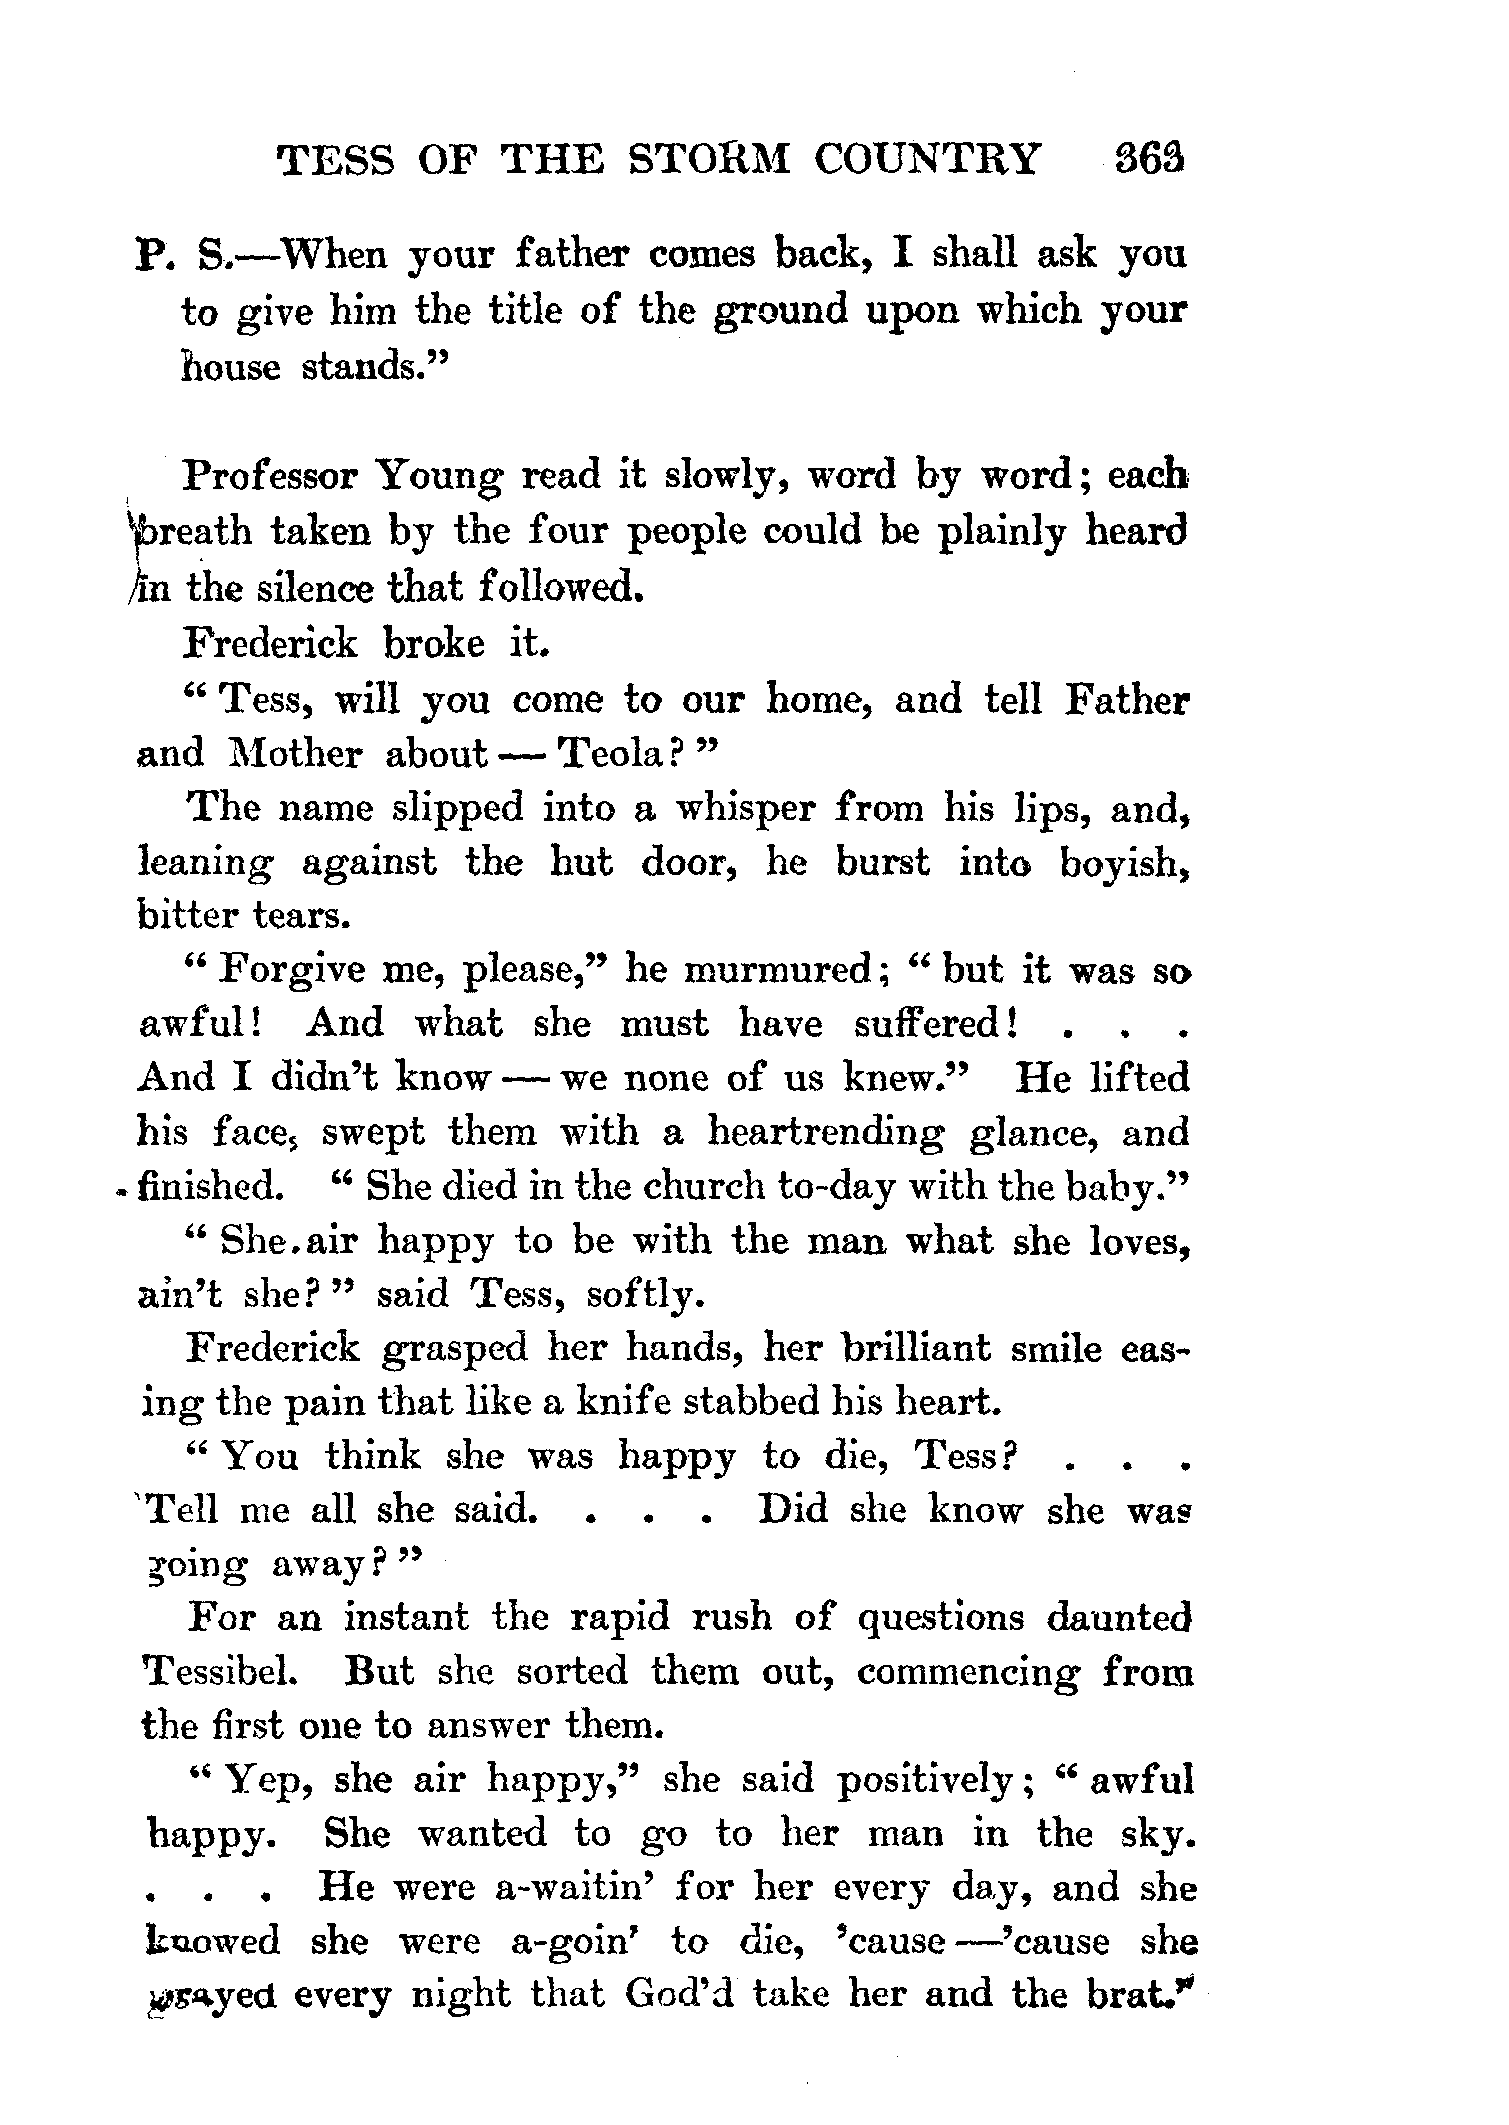 TESS OF THE STORM COUNTRY 363
P. S.—When your father comes back, I shall ask you
to give him the title of the ground upon which your
house stands.”
Professor Young read it slowly, word by word; each
breath taken by the four people could be plainly heard
in the silence that followed.
Frederick broke it.
“ Tess, will you come to our home, and tell Father
and Mother about — Teola? ”
The name slipped into a whisper from his lips, and,
leaning against the hut door, he burst into boyish,
bitter tears.
“ Forgive me, please,” he murmured; “ but it was so
awful! And what she must have suffered! . . .
And I didn’t know — we none of us knew.” He lifted
his face, swept them with a heartrending glance, and
finished. “ She died in the church to-day with the baby.”
“ She air happy to be with the man what she loves,
ain’t she? ” said Tess, softly.
Frederick grasped her hands, her brilliant smile eas-
ing the pain that like a knife stabbed his heart.
“ You think she was happy to die, Tess? . . .
Tell me all she said. . . . Did she know she was
going away? ”
For an instant the rapid rush of questions daunted
Tessibel. But she sorted them out, commencing from
the first one to answer them.
“ Yep, she air happy,” she said positively; “ awful
happy. She wanted to go to her man in the sky.
. . . He were a-waitin’ for her every day, and she
knowed she were a-goin’ to die, ’cause —’cause she
prayed every night that God’d take her and the brat.”